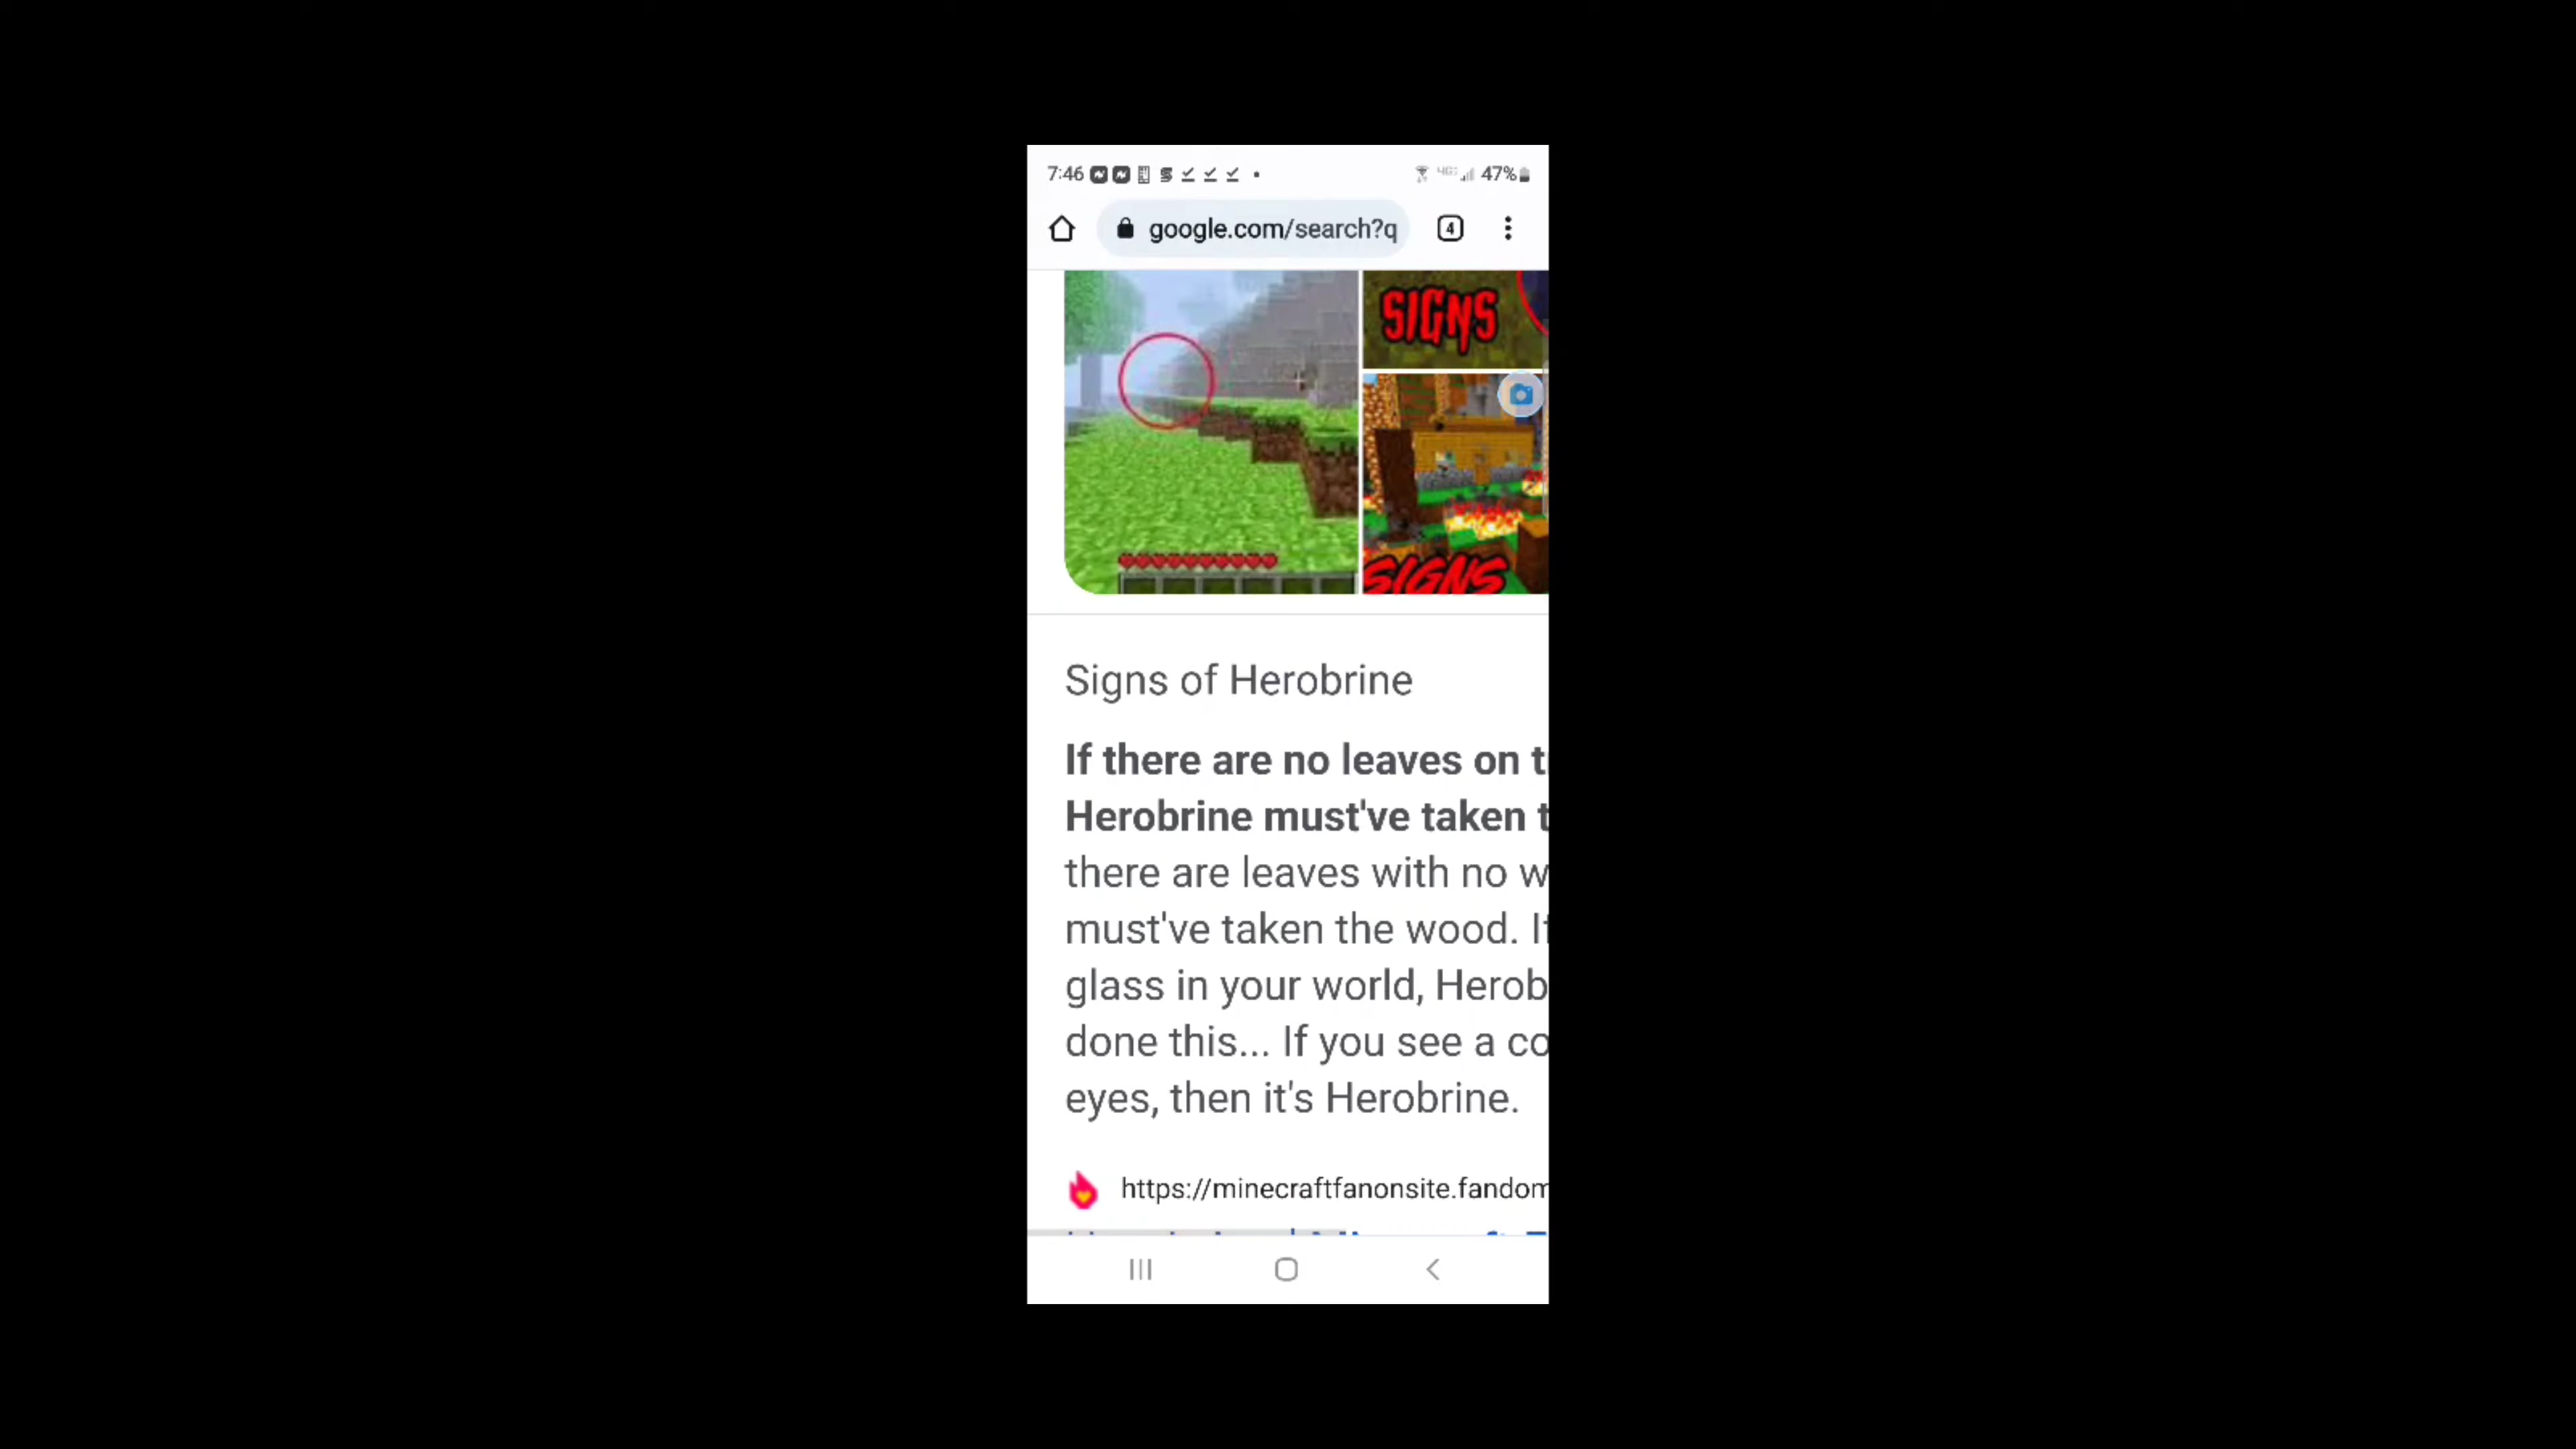 7:46
47%
google.com/search?q
4
SIGNS
SIGNS
Signs of Herobrine
If there are no leaves on t
Herobrine must've taken t
there are leaves with no w
must've taken the wood. If
glass in your world, Herob
done this... If you see a co
eyes, then it's Herobrine.
https://minecraftfanonsite.fandom